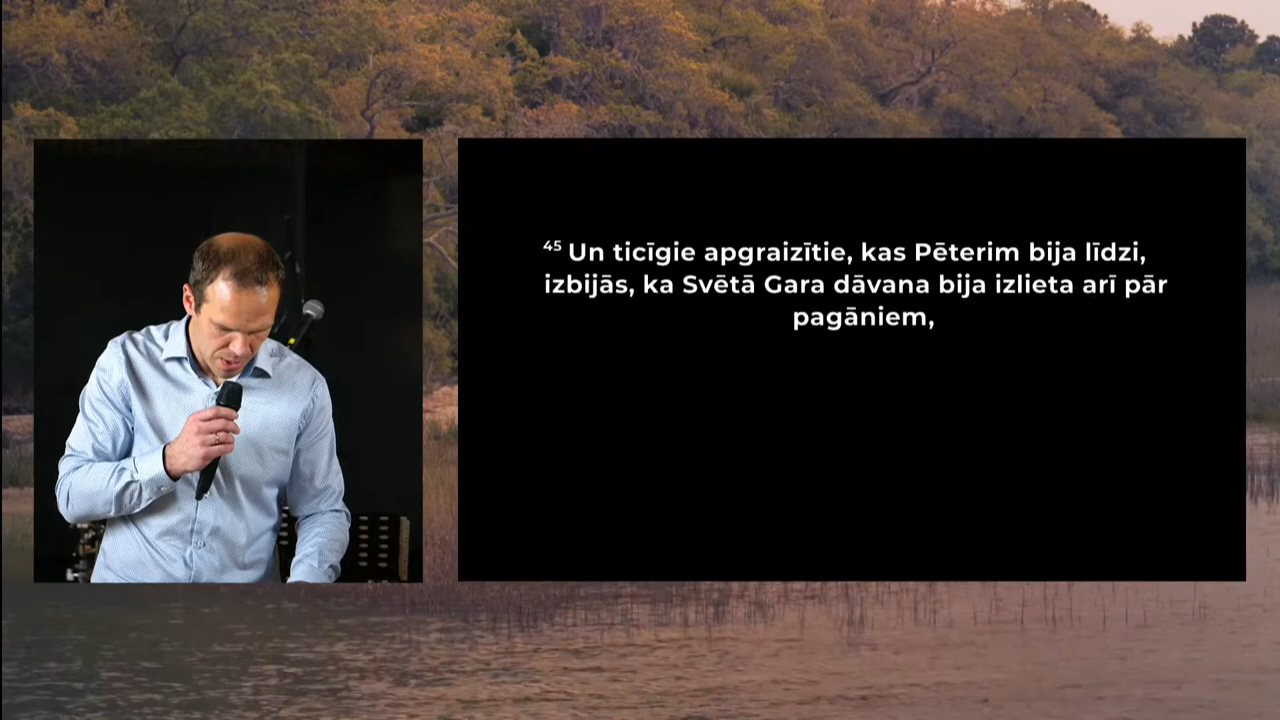 ⁴⁵ Un ticīgie apgraizītie, kas Pēterim bija līdzi,
izbijās, ka Svētā Gara dāvana bija izlieta arī pār
pagāniem,